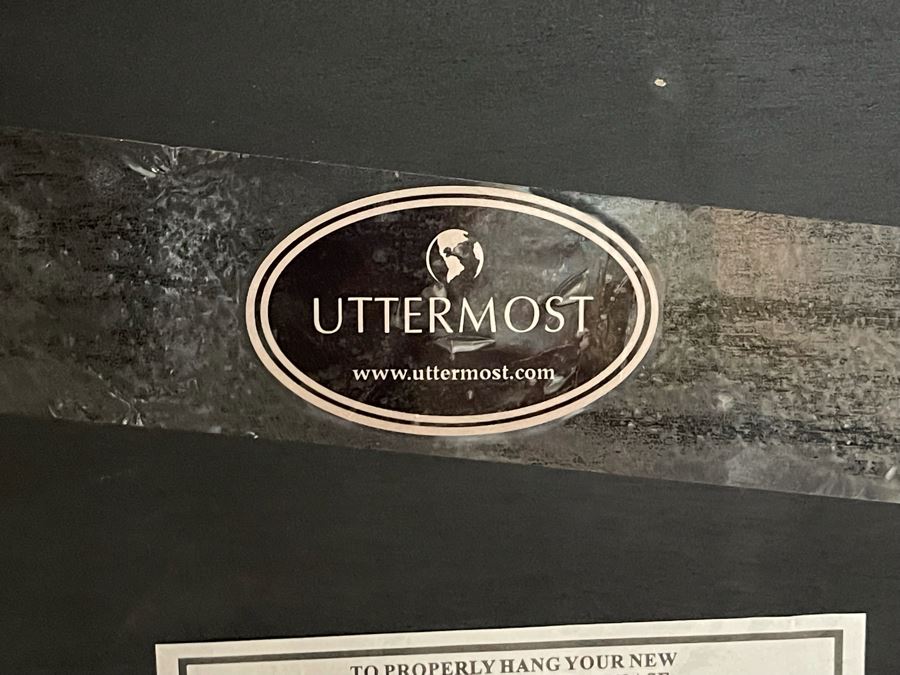 UTTERMOST
www.uttermost.com
TO PROPERLY HANG YOUR NEW